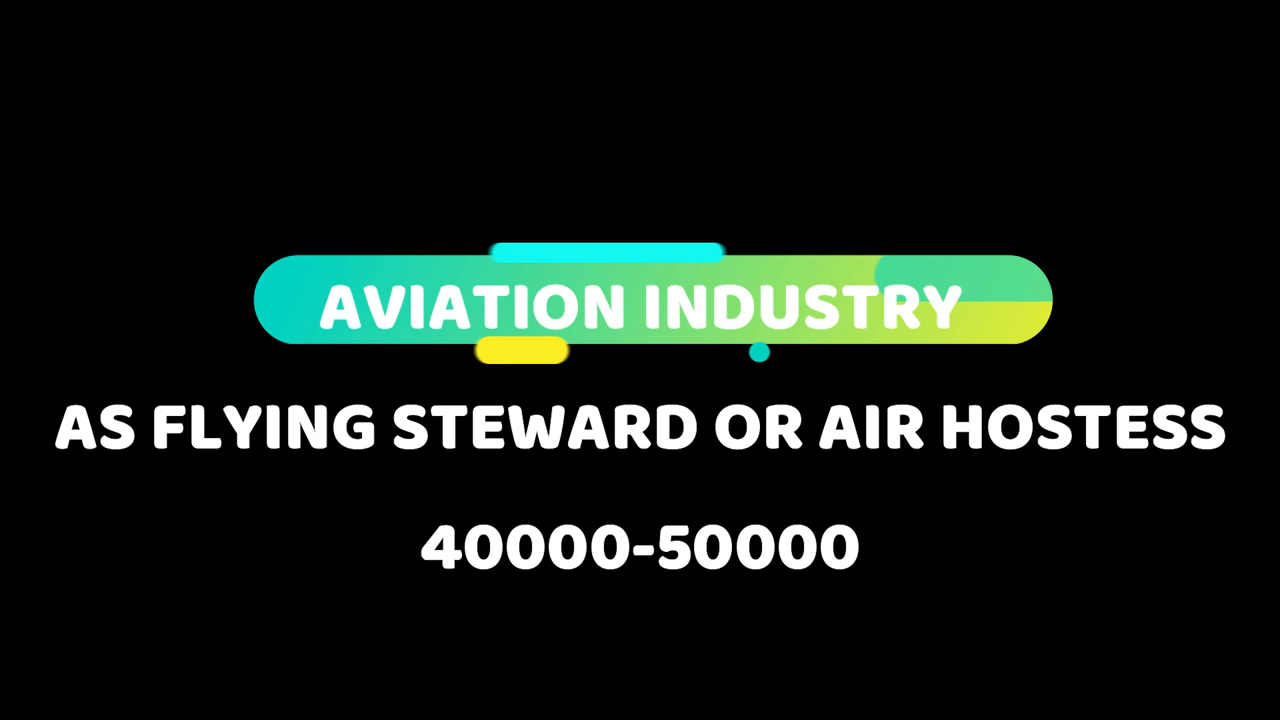 AVIATION INDUSTRY
AS FLYING STEWARD OR AIR HOSTESS
40000-50000